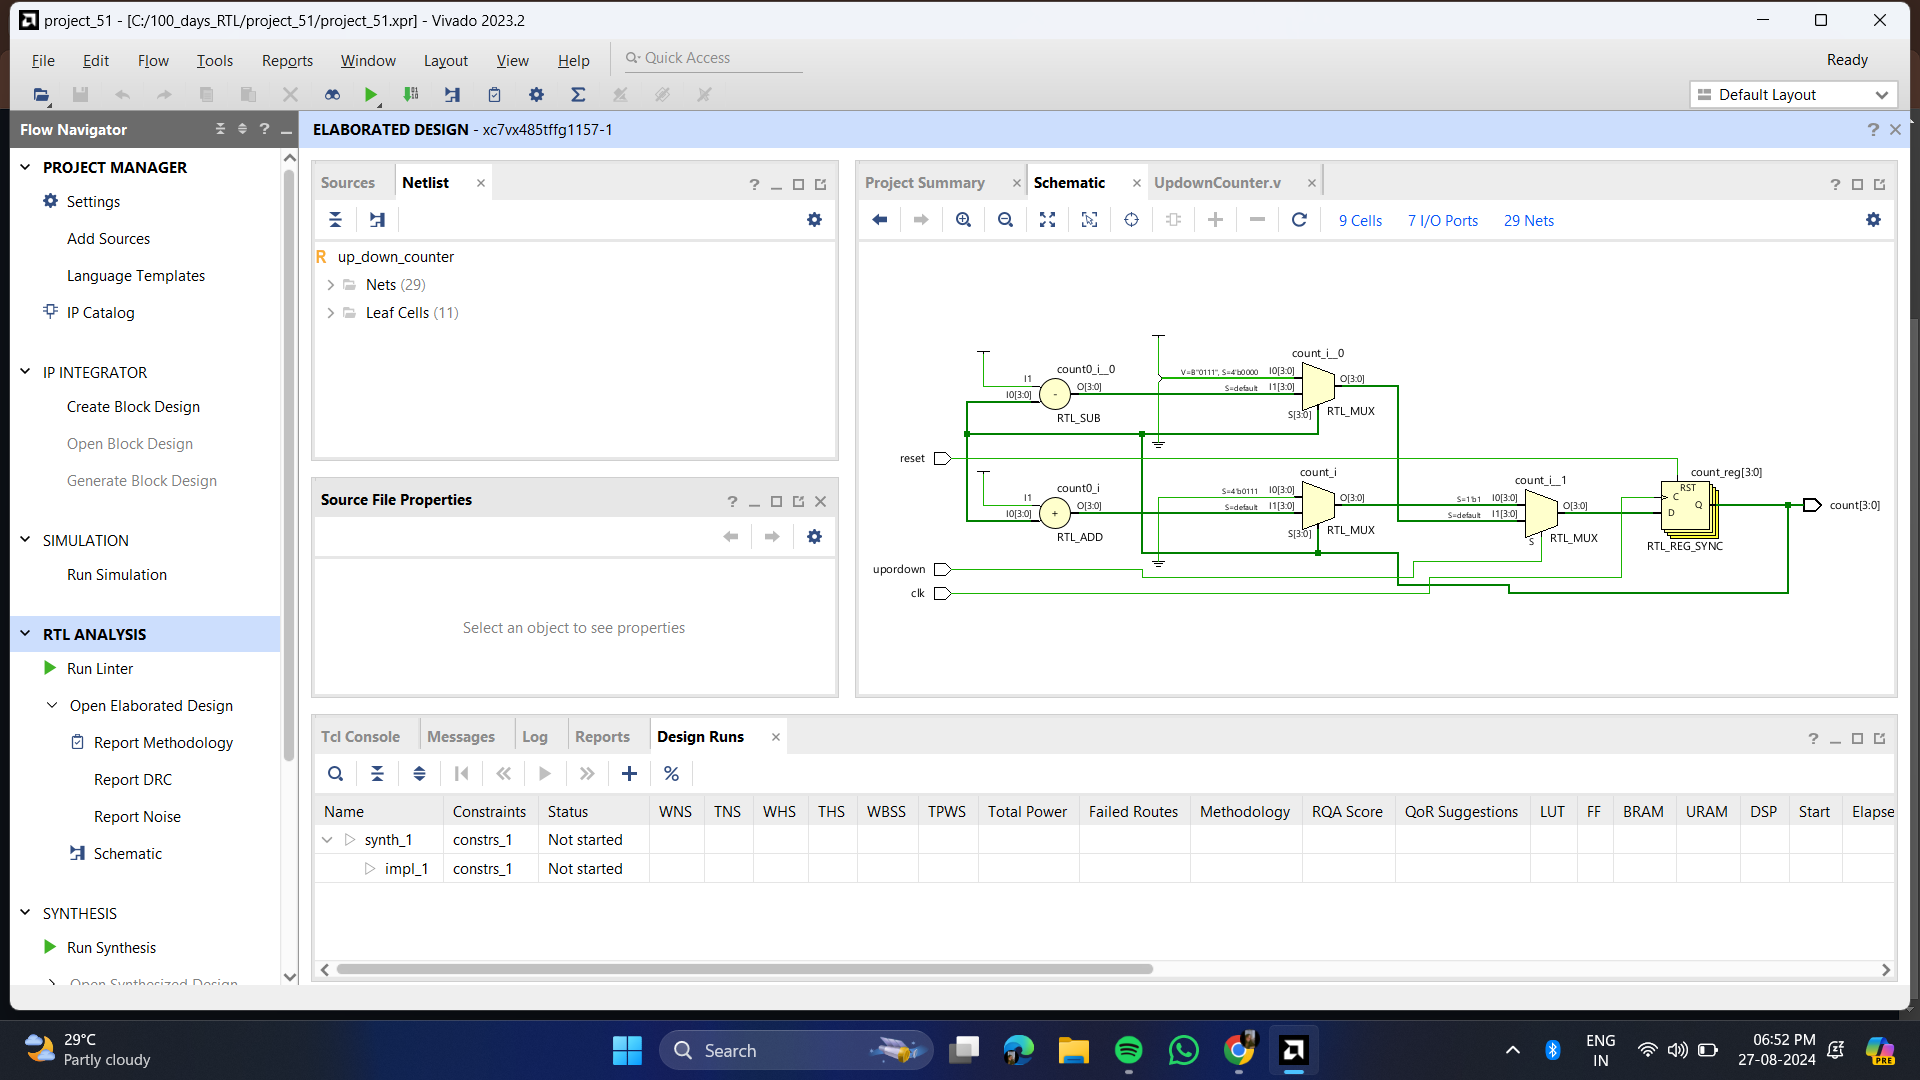 project_51 - [C:/100_days_RTL/project_51/project_51.xpr] - Vivado 2023.2
File Edit Flow Tools Reports Window Layout View Help
Quick Access
Ready
Default Layout
Flow Navigator
ELABORATED DESIGN - xc7vx485tffg1157-1
PROJECT MANAGER
Settings
Add Sources
Language Templates
IP Catalog
IP INTEGRATOR
Create Block Design
Open Block Design
Generate Block Design
SIMULATION
Run Simulation
RTL ANALYSIS
Run Linter
Open Elaborated Design
Report Methodology
Report DRC
Report Noise
Schematic
SYNTHESIS
Run Synthesis
Open Synthesized Design
Sources Netlist
R up_down_counter
Nets (29)
Leaf Cells (11)
Source File Properties
Select an object to see properties
Project Summary Schematic UpdownCounter.v
9 Cells 7 I/O Ports 29 Nets
count0_i__0
I1
I0[3:0]
O[3:0]
-
RTL_SUB
count_i__0
V=B"0111", S=4'b0000 I0[3:0]
S=default I1[3:0]
O[3:0]
S[3:0]
RTL_MUX
reset
count0_i
I1
I0[3:0]
O[3:0]
+
RTL_ADD
count_i
S=4'b0111 I0[3:0]
S=default I1[3:0]
O[3:0]
S[3:0]
RTL_MUX
count_i__1
S=1'b1 I0[3:0]
S=default I1[3:0]
O[3:0]
S
RTL_MUX
count_reg[3:0]
RST
C
D
Q
RTL_REG_SYNC
count[3:0]
upordown
clk
Tcl Console Messages Log Reports Design Runs
Name Constraints Status WNS TNS WHS THS WBSS TPWS Total Power Failed Routes Methodology RQA Score QoR Suggestions LUT FF BRAM URAM DSP Start Elapse
synth_1 constrs_1 Not started
impl_1 constrs_1 Not started
29°C
Partly cloudy
Search
ENG
IN
06:52 PM
27-08-2024
PRE